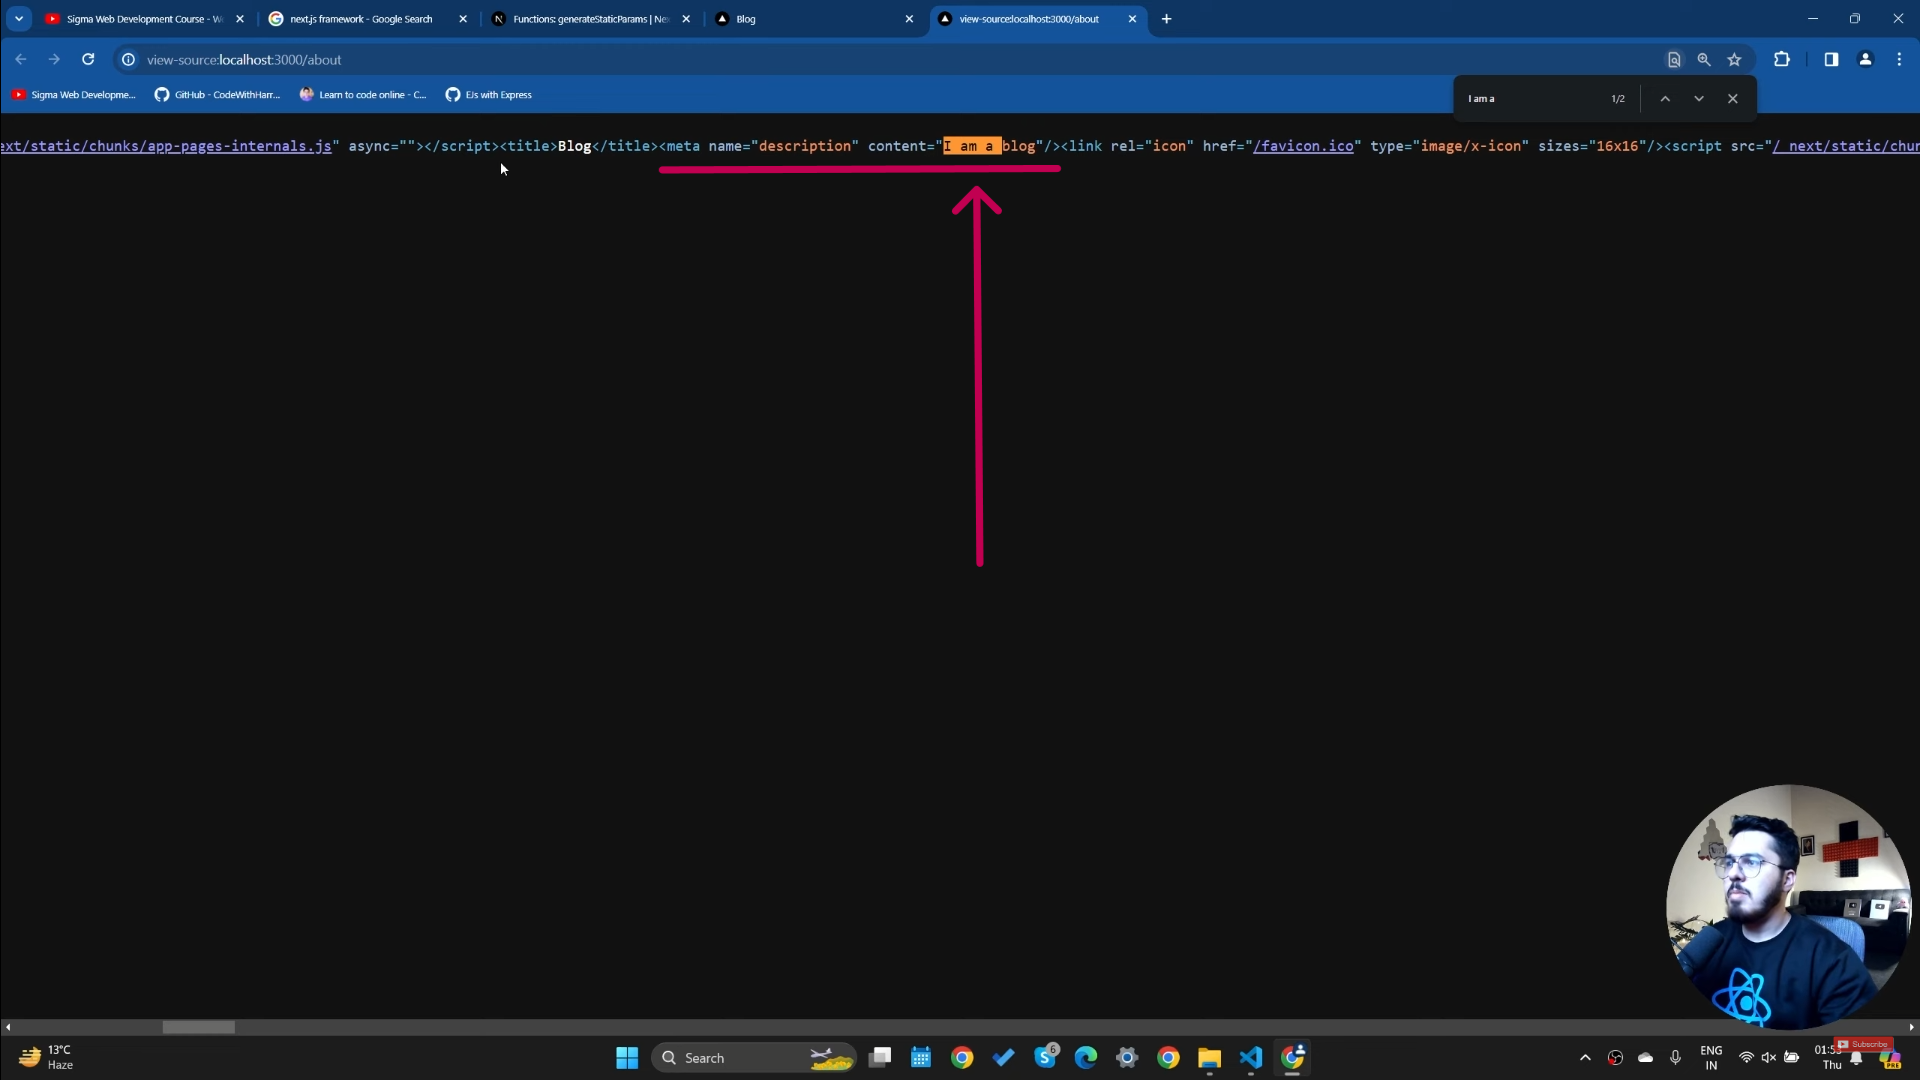 Sigma Web Development Course - W
next.js framework - Google Search
Functions: generateStaticParams | Ne
Blog
view-source:localhost:3000/about
view-source:localhost:3000/about
Sigma Web Developme...
GitHub - CodeWithHarr...
Learn to code online - C...
EJs with Express
I am a
1/2
ext/static/chunks/app-pages-internals.js" async=""></script><title>Blog</title><meta name="description" content="I am a blog"/><link rel="icon" href="/favicon.ico" type="image/x-icon" sizes="16x16"/><script src="/_next/static/chun
13°C
Haze
Search
6
ENG
IN
01:5
Thu
Subscribe
PRE